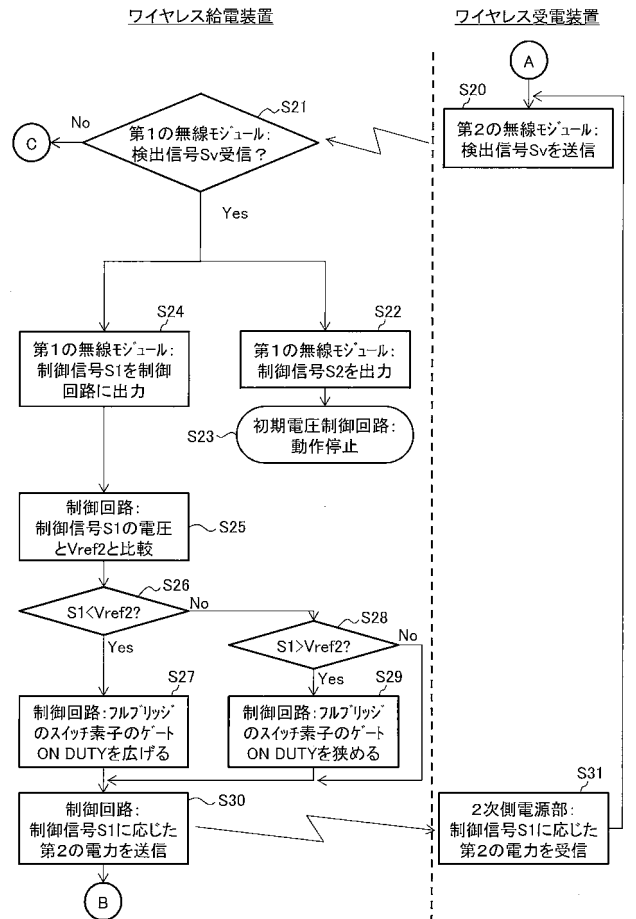 ワイヤレス給電装置
ワイヤレス受電装置
A
S20
第2の無線モジュール:
検出信号Svを送信
S21
第1の無線モジュール:
検出信号Sv受信?
No
C
Yes
S24
第1の無線モジュール:
制御信号S1を制御
回路に出力
S22
第1の無線モジュール:
制御信号S2を出力
S23
初期電圧制御回路:
動作停止
制御回路:
制御信号S1の電圧
とVref2と比較
S25
S26
S1<Vref2?
No
Yes
S28
S1>Vref2?
No
Yes
S27
制御回路:フルブリッジ
のスイッチ素子のゲート
ON DUTYを広げる
S29
制御回路:フルブリッジ
のスイッチ素子のゲート
ON DUTYを狭める
S30
制御回路:
制御信号S1に応じた
第2の電力を送信
S31
2次側電源部:
制御信号S1に応じた
第2の電力を受信
B